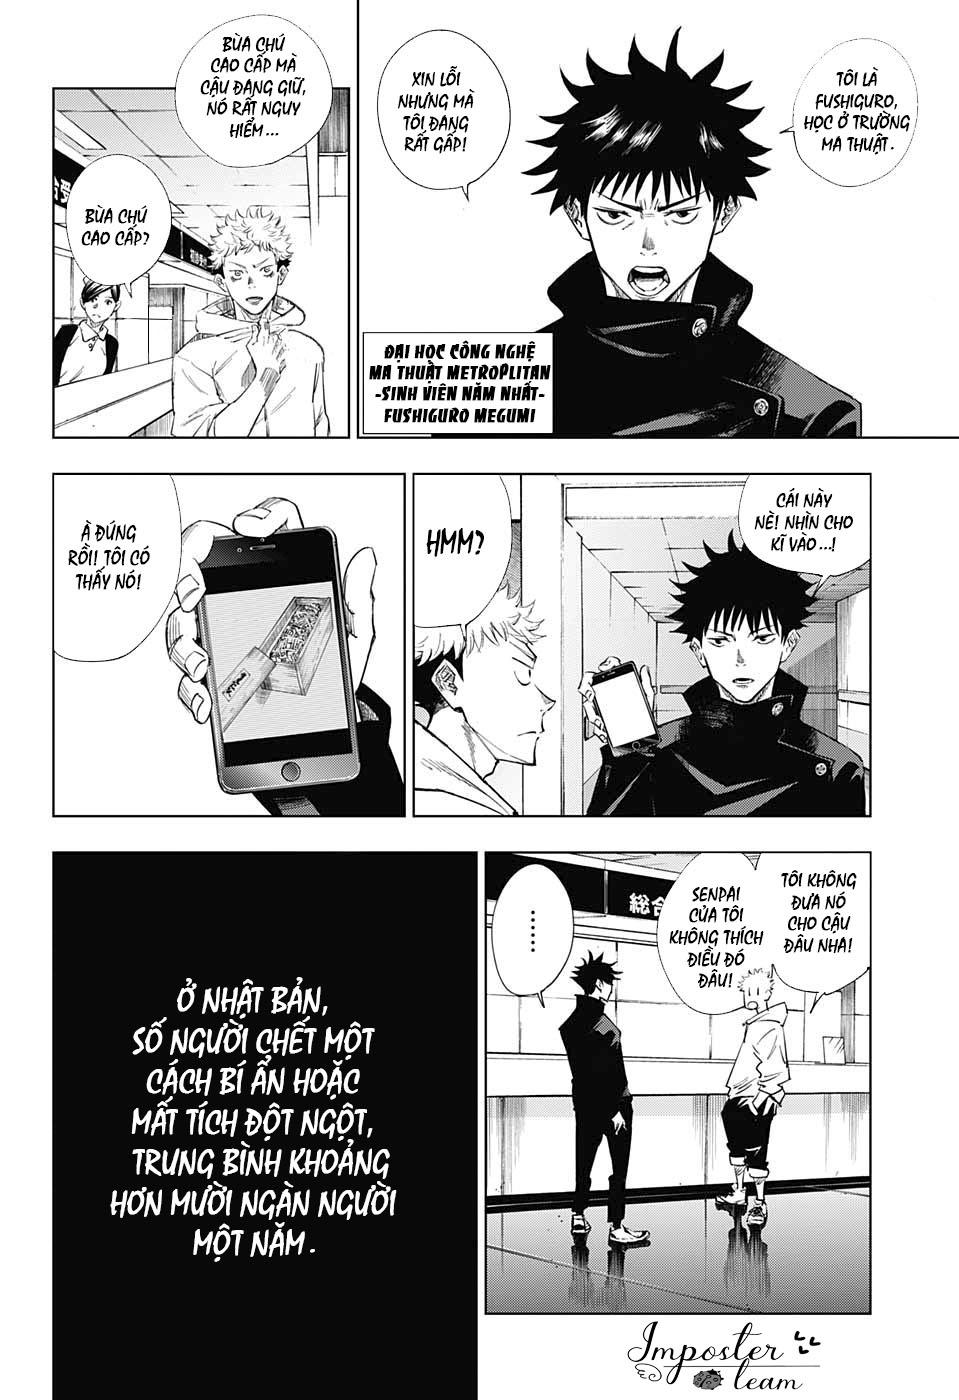 TÔI LÀ
FUSHIGURO,
HỌC Ở TRƯỜNG
MA THUẬT.
XIN LỖI
NHƯNG MÀ
TÔI ĐANG
RẤT GẤP!
ĐẠI HỌC CÔNG NGHỆ
MA THUẬT METROPLITAN
-SINH VIÊN NĂM NHẤT-
FUSHIGURO MEGUMI
BÙA CHÚ
CAO CẤP MÀ
CẬU ĐANG GIỮ,
NÓ RẤT NGUY
HIỂM...
BÙA CHÚ
CAO CẤP?
CÁI NÀY
NÈ! NHÌN CHO
KĨ VÀO...!
HMM?
À ĐÚNG
RỒI! TÔI CÓ
THẤY NÓ!
TÔI KHÔNG
ĐƯA NÓ
CHO CẬU
ĐÂU NHA!
SENPAI
CỦA TÔI
KHÔNG THÍCH
ĐIỀU ĐÓ
ĐÂU!
......
総合
Ở NHẬT BẢN,
SỐ NGƯỜI CHẾT MỘT
CÁCH BÍ ẨN HOẶC
MẤT TÍCH ĐỘT NGỘT,
TRUNG BÌNH KHOẢNG
HƠN MƯỜI NGÀN NGƯỜI
MỘT NĂM.
Imposter
team